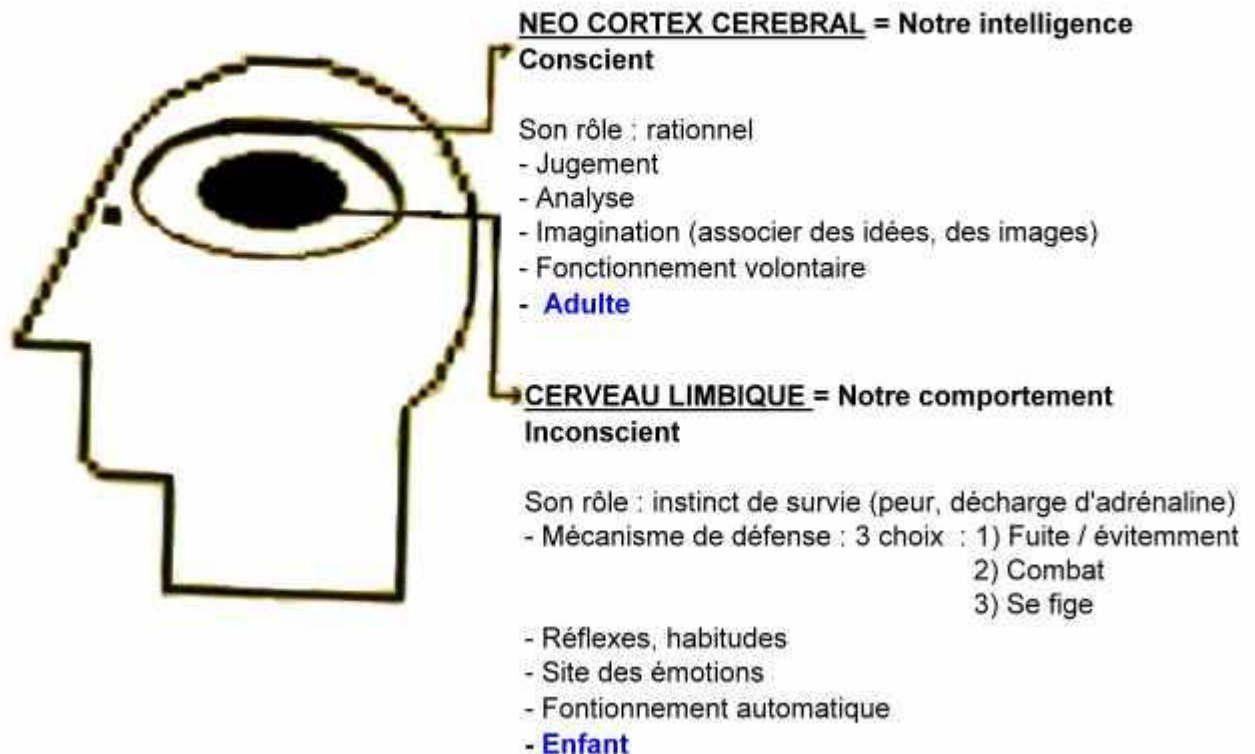 NEO CORTEX CEREBRAL = Notre intelligence
Conscient
Son rôle : rationnel
- Jugement
- Analyse
- Imagination (associer des idées, des images)
- Fonctionnement volontaire
- Adulte
CERVEAU LIMBIQUE = Notre comportement
Inconscient
Son rôle : instinct de survie (peur, décharge d'adrénaline)
- Mécanisme de défense : 3 choix : 1) Fuite / évitemment
2) Combat
3) Se fige
- Réflexes, habitudes
- Site des émotions
- Fontionnement automatique
- Enfant